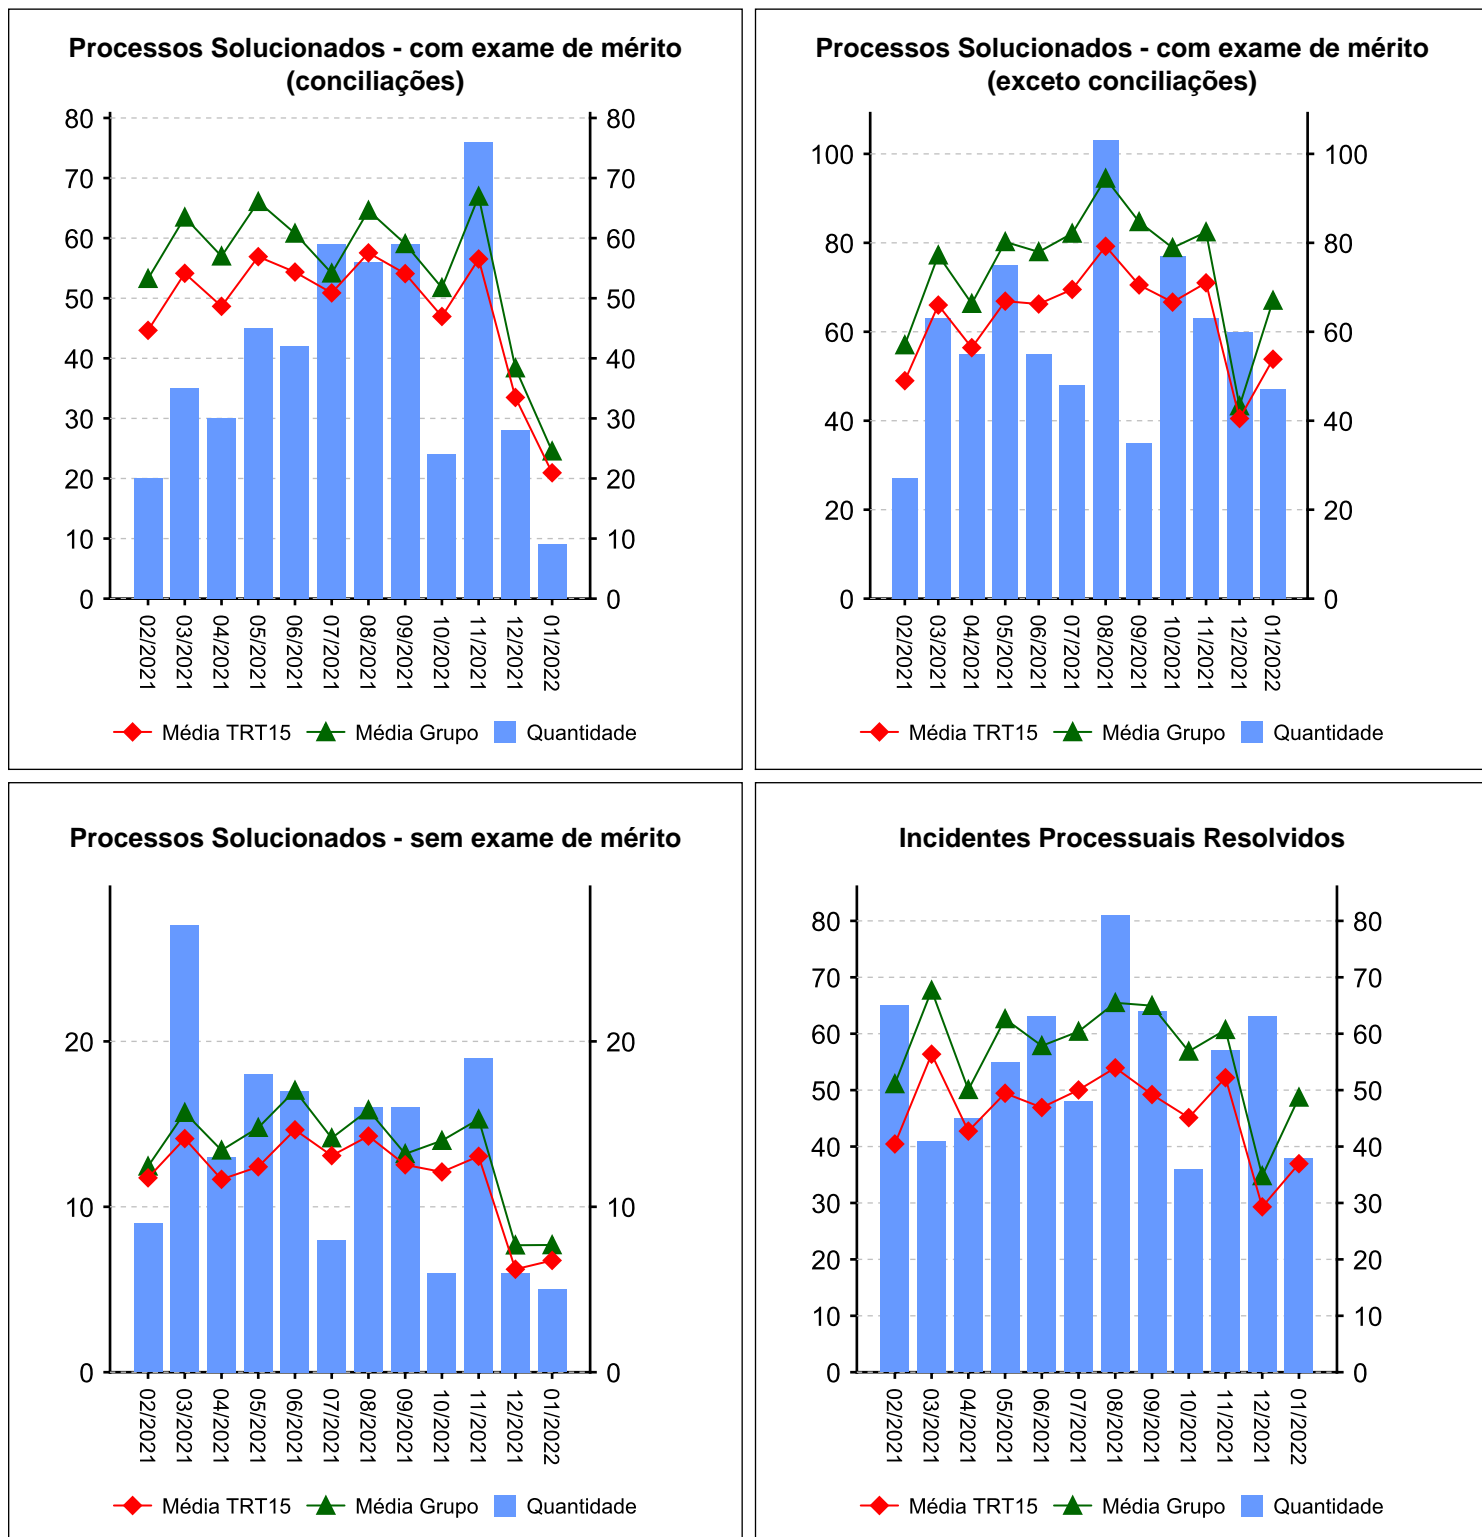 Processos Solucionados - com exame de mérito
(conciliações)
80 80
70 70
60 60
50 50
40 40
30 30
20 20
10 10
0 0
02/2021 03/2021 04/2021 05/2021 06/2021 07/2021 08/2021 09/2021 10/2021 11/2021 12/2021 01/2022
Média TRT15 Média Grupo Quantidade
Processos Solucionados - com exame de mérito
(exceto conciliações)
100 100
80 80
60 60
40 40
20 20
0 0
02/2021 03/2021 04/2021 05/2021 06/2021 07/2021 08/2021 09/2021 10/2021 11/2021 12/2021 01/2022
Média TRT15 Média Grupo Quantidade
Processos Solucionados - sem exame de mérito
20 20
10 10
0 0
02/2021 03/2021 04/2021 05/2021 06/2021 07/2021 08/2021 09/2021 10/2021 11/2021 12/2021 01/2022
Média TRT15 Média Grupo Quantidade
Incidentes Processuais Resolvidos
80 80
70 70
60 60
50 50
40 40
30 30
20 20
10 10
0 0
02/2021 03/2021 04/2021 05/2021 06/2021 07/2021 08/2021 09/2021 10/2021 11/2021 12/2021 01/2022
Média TRT15 Média Grupo Quantidade